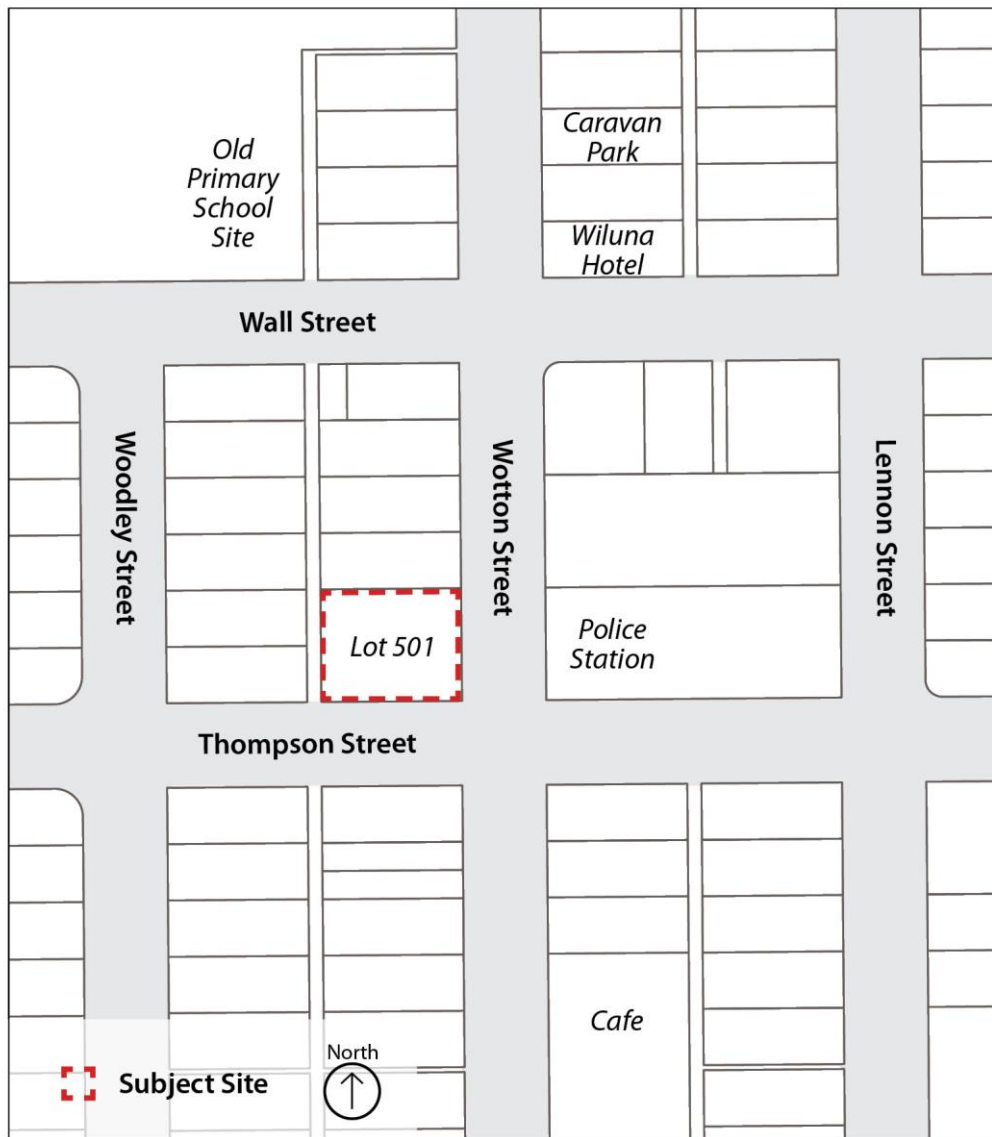 Old
Primary
School
Site
Caravan
Park
Wiluna
Hotel
Wall Street
Woodley Street
Wotton Street
Lennon Street
Lot 501
Police
Station
Thompson Street
Cafe
North
Subject Site